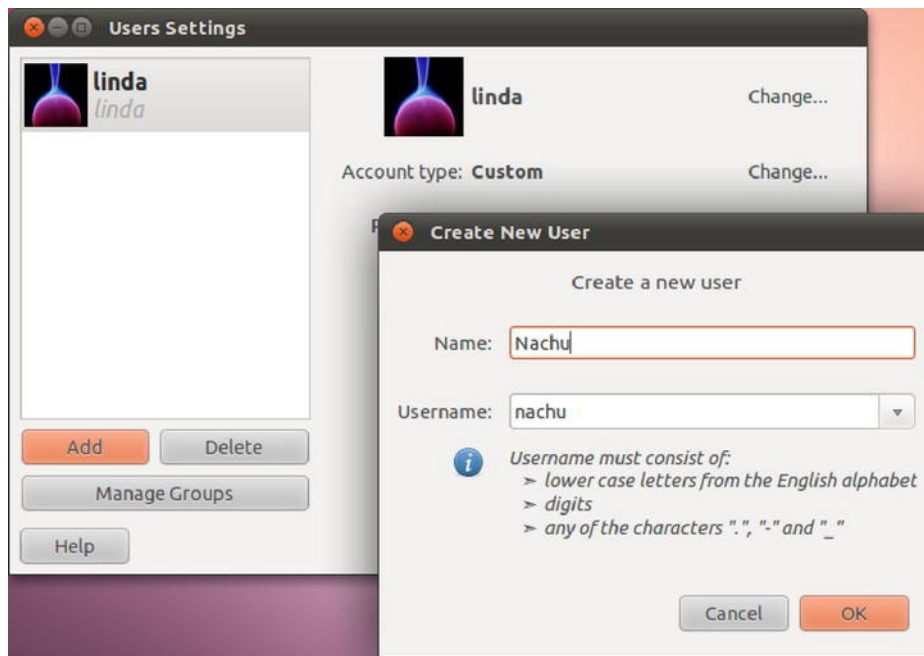 Users Settings
linda
linda
linda
Change...
Account type: Custom
Change...
Create New User
Create a new user
Name:
Nachu
Username:
nachu
Username must consist of:
➣ lower case letters from the English alphabet
➣ digits
➣ any of the characters ".", "-" and "_"
Add
Delete
Manage Groups
Help
Cancel
OK